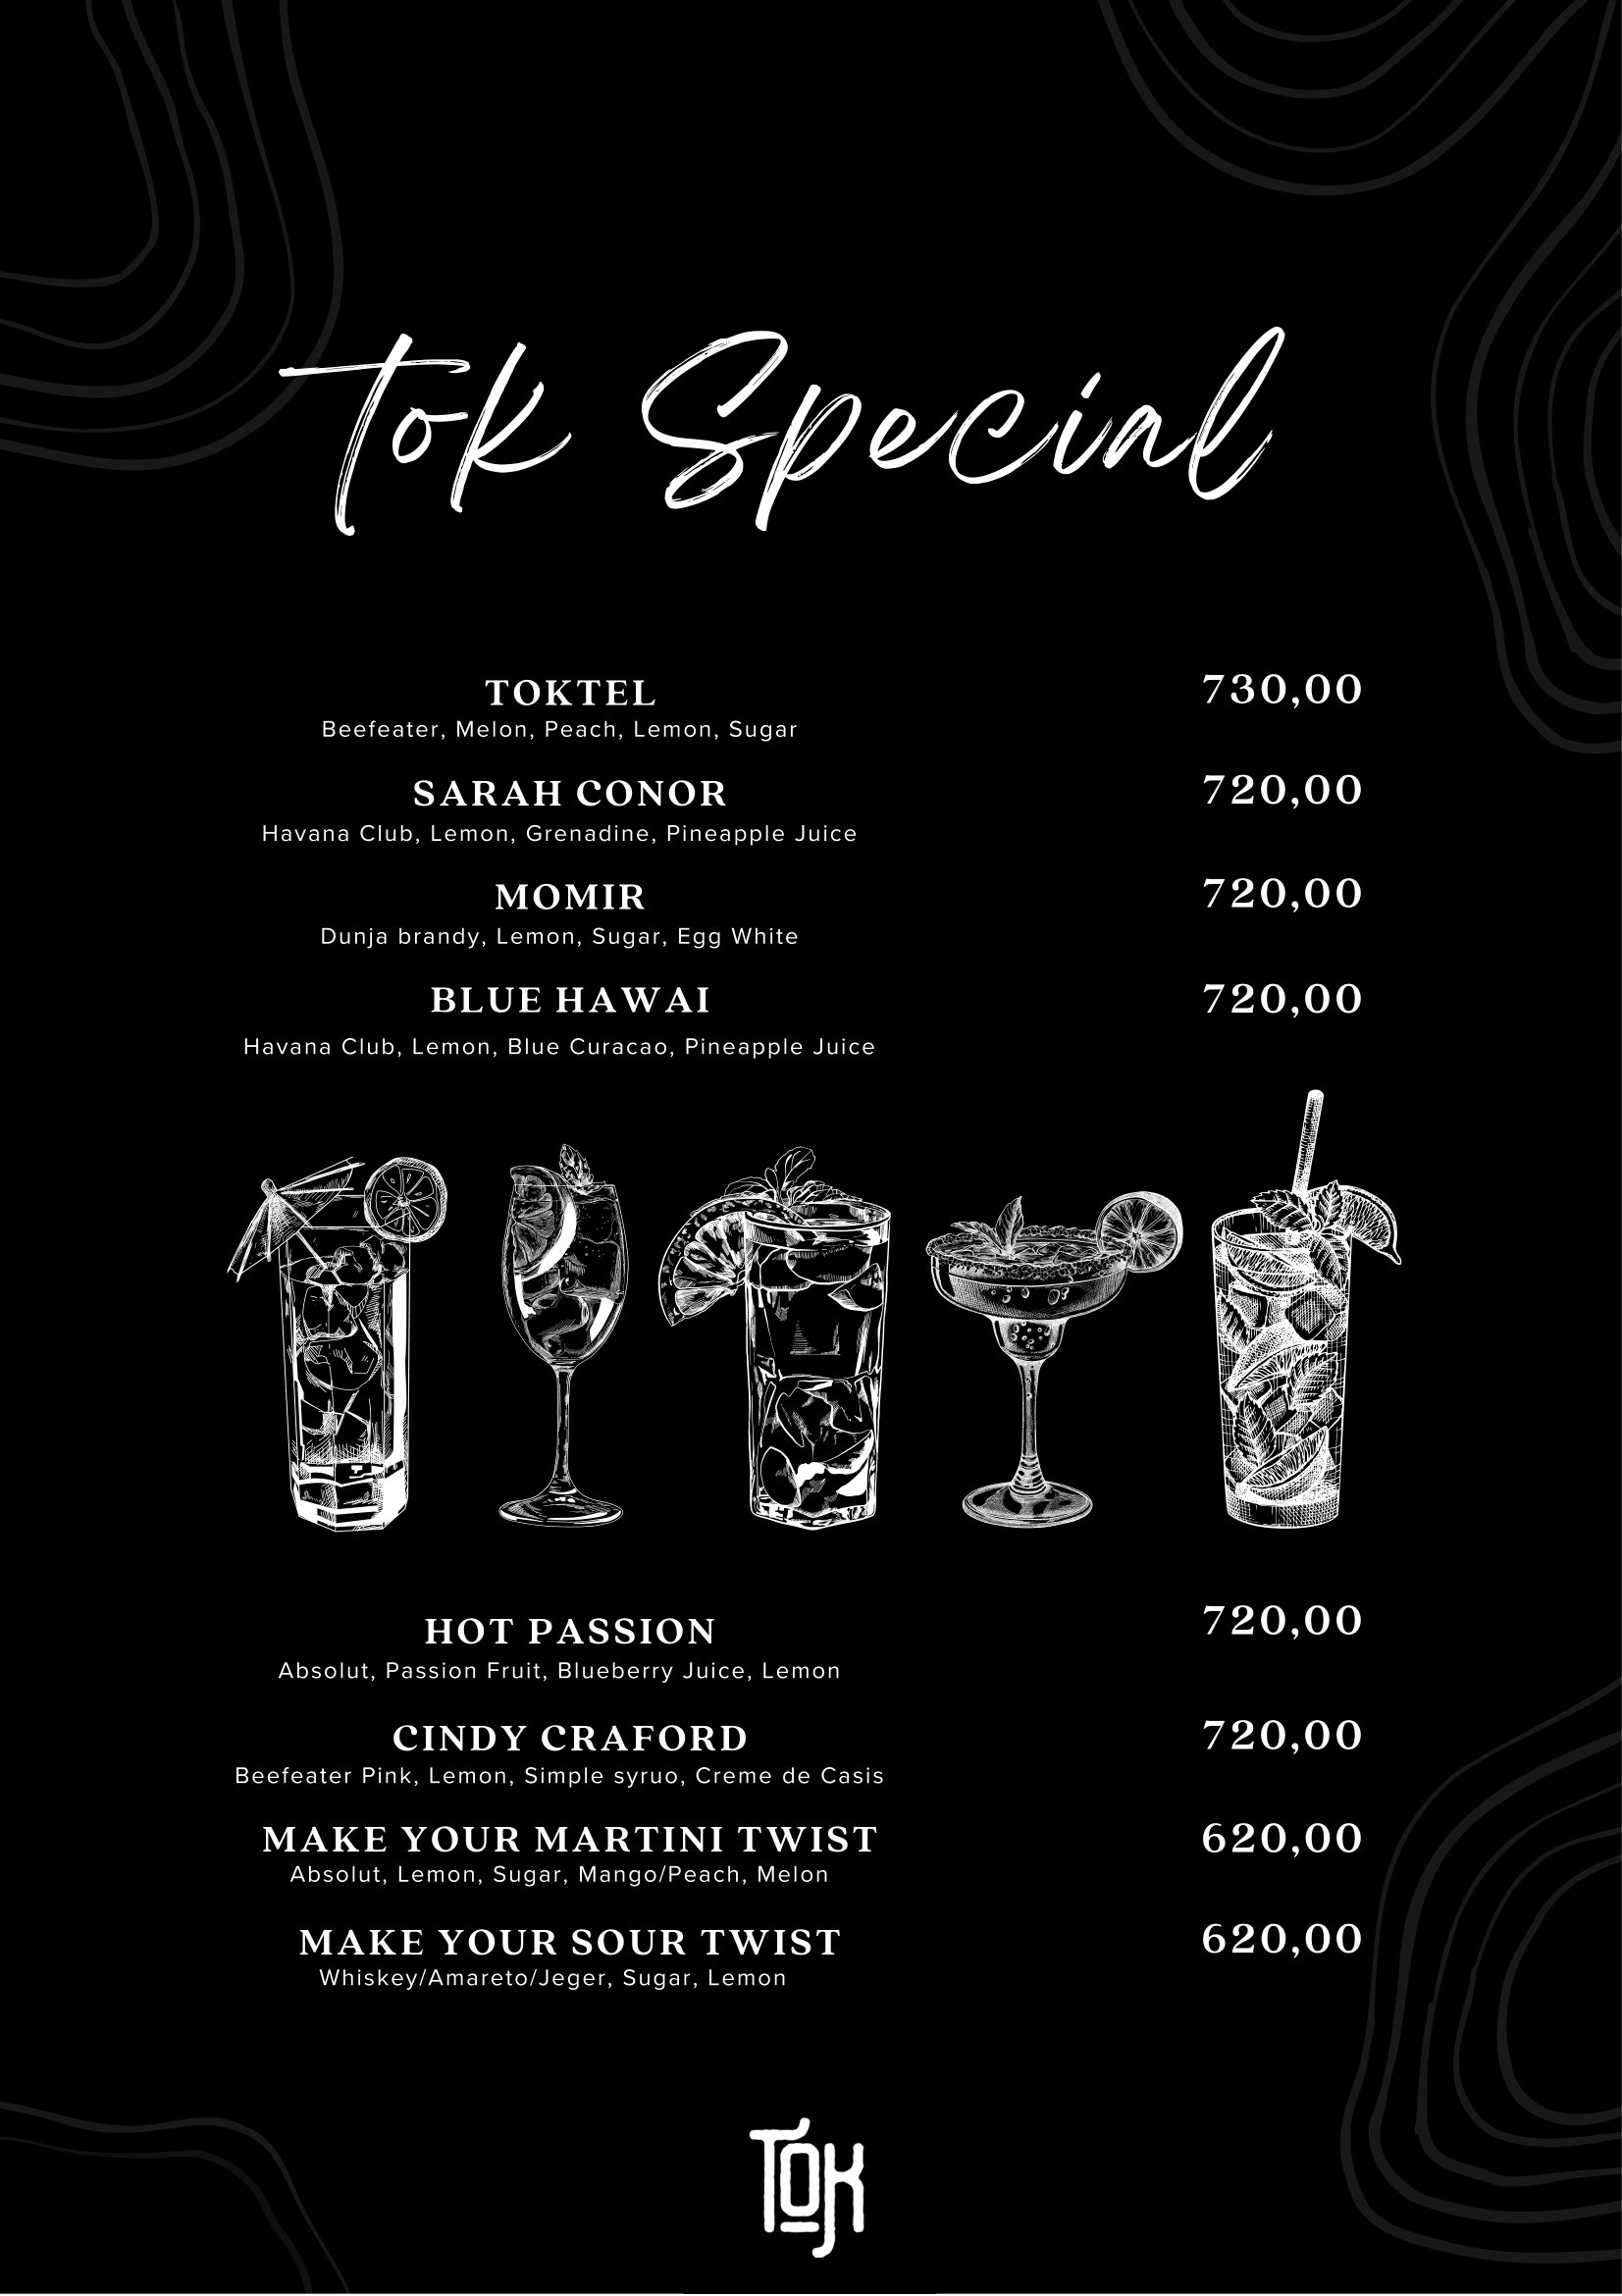 Tok Special
TOKTEL 730,00
Beefeater, Melon, Peach, Lemon, Sugar
SARAH CONOR 720,00
Havana Club, Lemon, Grenadine, Pineapple Juice
MOMIR 720,00
Dunja brandy, Lemon, Sugar, Egg White
BLUE HAWAI 720,00
Havana Club, Lemon, Blue Curacao, Pineapple Juice
HOT PASSION 720,00
Absolut, Passion Fruit, Blueberry Juice, Lemon
CINDY CRAFORD 720,00
Beefeater Pink, Lemon, Simple syruo, Creme de Casis
MAKE YOUR MARTINI TWIST 620,00
Absolut, Lemon, Sugar, Mango/Peach, Melon
MAKE YOUR SOUR TWIST 620,00
Whiskey/Amareto/Jeger, Sugar, Lemon
TOK